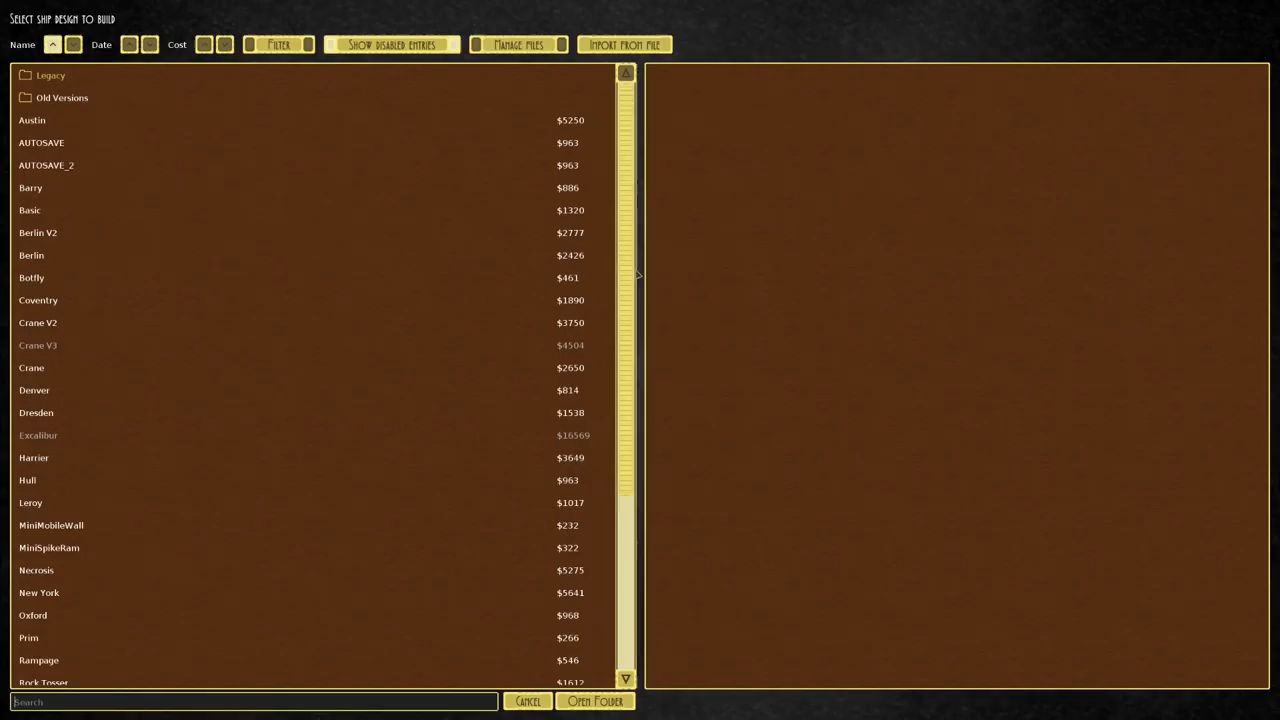 Select ship design to build
Name Date Cost Filter Show disabled entries Manage files Import from file
Legacy
Old Versions
Austin $5250
AUTOSAVE $963
AUTOSAVE_2 $963
Barry $886
Basic $1320
Berlin V2 $2777
Berlin $2426
Botfly $461
Coventry $1890
Crane V2 $3750
Crane V3 $4504
Crane $2650
Denver $814
Dresden $1538
Excalibur $16569
Harrier $3649
Hull $963
Leroy $1017
MiniMobileWall $232
MiniSpikeRam $322
Necrosis $5275
New York $5641
Oxford $968
Prim $266
Rampage $546
Rock Tosser $1612
Search Cancel Open Folder